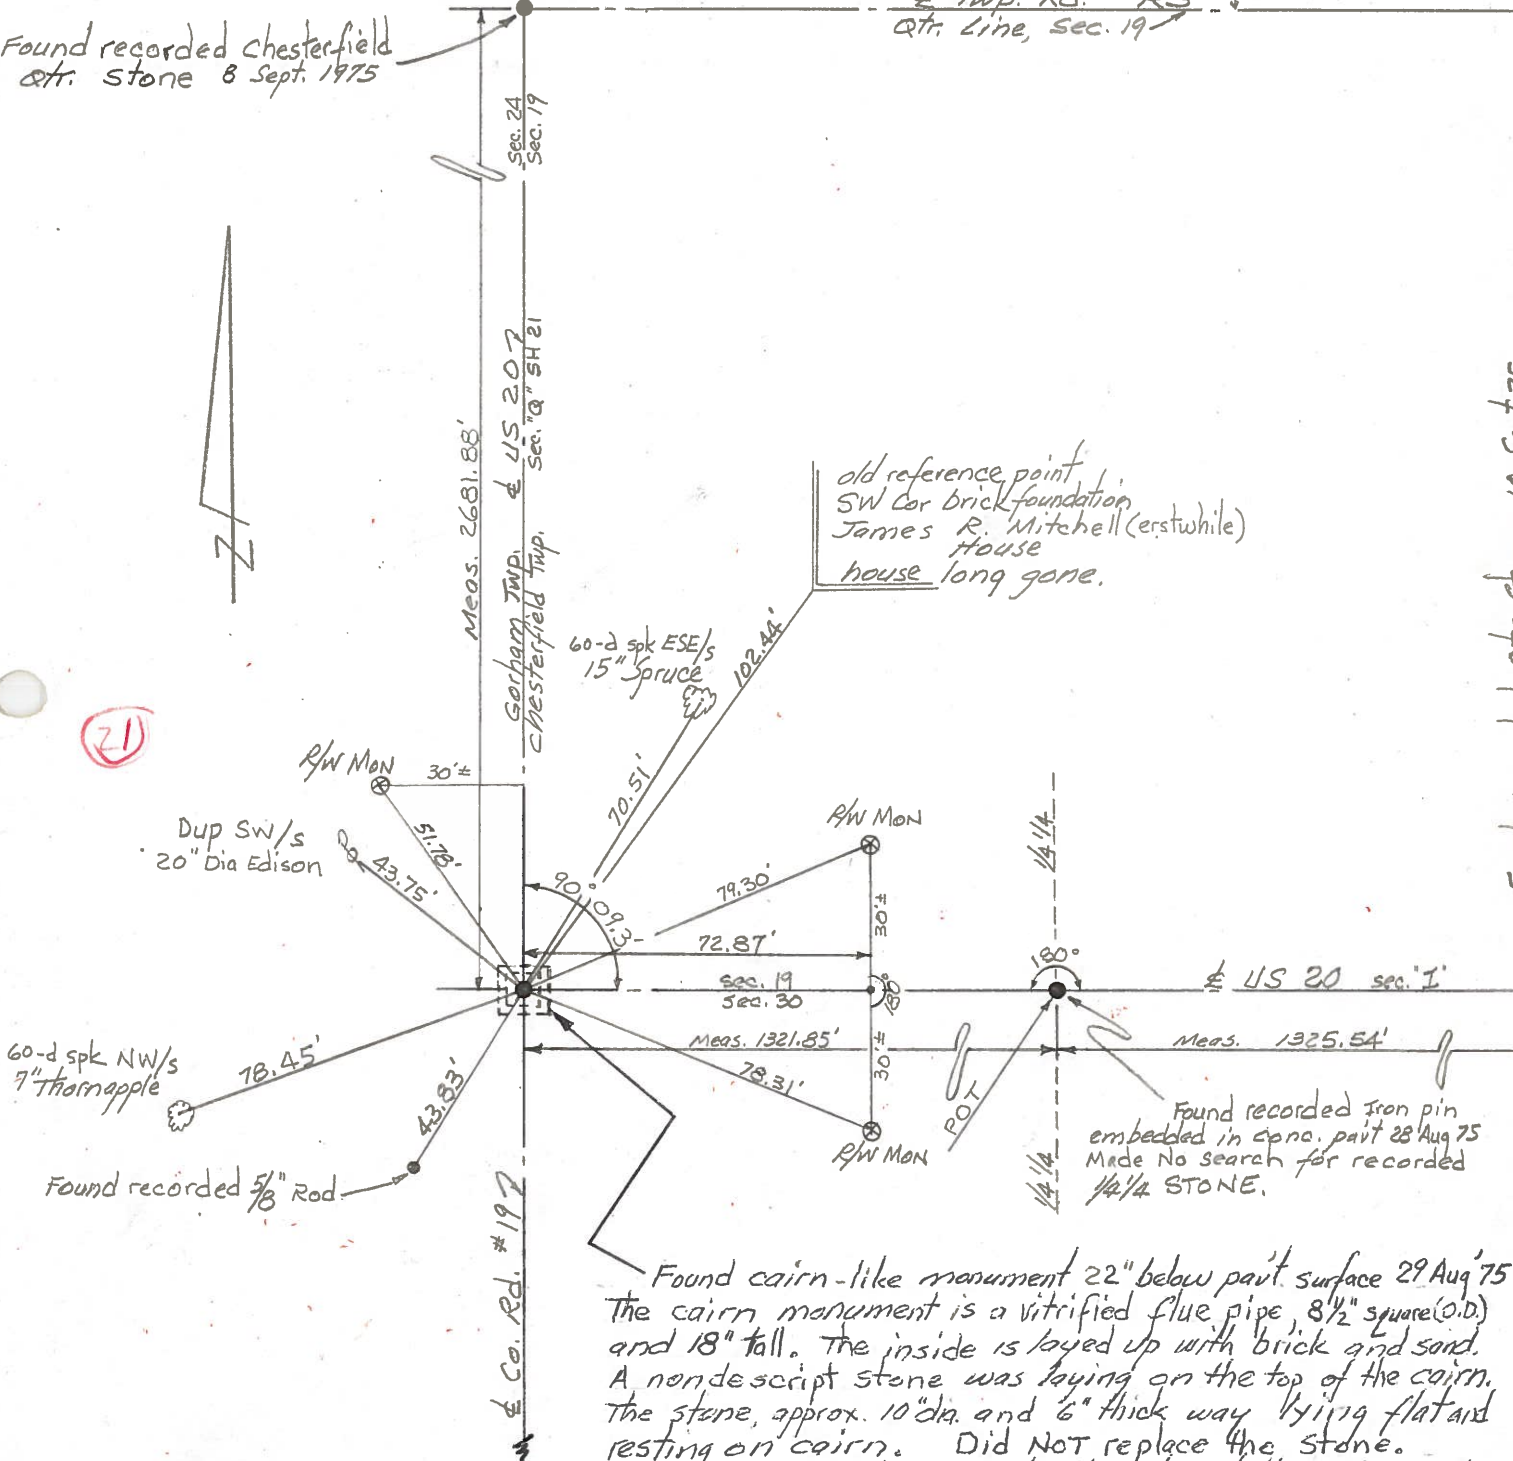 Found recorded Chesterfield
Qtr. Stone 8 Sept. 1975
Qtr. Line, Sec. 19
Sec. 24
Sec. 19
Meas. 2681.88'
Gorham Twp.
Chesterfield Twp.
℄ US 20
Sec. "Q" SH 21
N
old reference point
SW Cor brick foundation
James R. Mitchell (erstwhile)
House
house long gone.
60-d spk ESE/s
15" Spruce
102.44'
70.51'
21
R/W MON
30'±
51.78'
Dup SW/s
20" Dia Edison
43.75'
90° 09.3'
79.30'
R/W MON
30'±
72.87'
Sec. 19
Sec. 30
180°
1/4 1/4
180°
℄ US 20 sec. "I"
Meas. 1321.85'
Meas. 1325.54'
30'±
78.31'
R/W MON
POT
1/4 1/4
60-d spk NW/s
7" Thornapple
78.45'
43.83'
Found recorded 5/8" Rod
Found recorded Iron pin
embedded in conc. pav't 28 Aug 75
Made No search for recorded
1/4 1/4 STONE.
℄ Co. Rd. #19
Found cairn-like monument 22" below pav't. surface 29 Aug '75
The cairn monument is a vitrified flue pipe, 8 1/2" square (O.D.)
and 18" tall. The inside is layed up with brick and sand.
A nondescript stone was laying on the top of the cairn.
The stone, approx. 10" dia. and 6" thick way lying flat and
resting on cairn. Did NOT replace the stone.